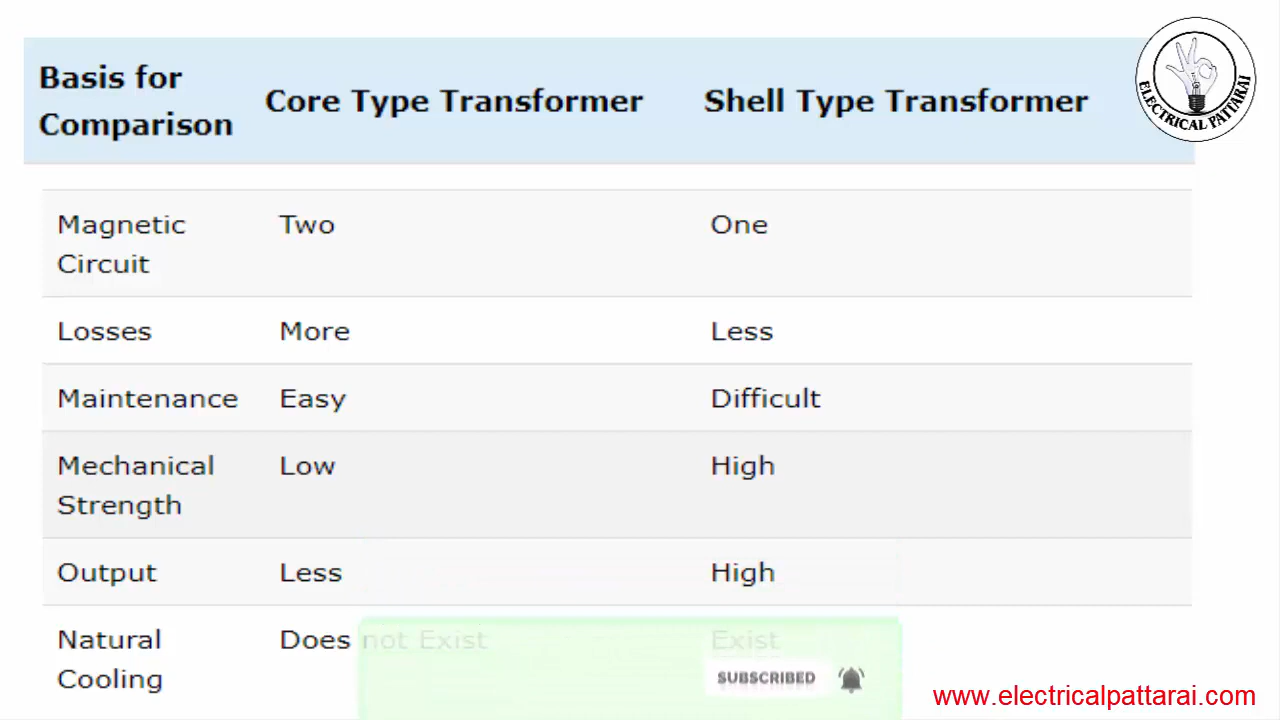 Basis for
Comparison
Core Type Transformer
Shell Type Transformer
ELECTRICAL PATTARAI
Magnetic
Circuit
Two
One
Losses
More
Less
Maintenance
Easy
Difficult
Mechanical
Strength
Low
High
Output
Less
High
Natural
Cooling
Does not Exist
Exist
SUBSCRIBED
www.electricalpattarai.com